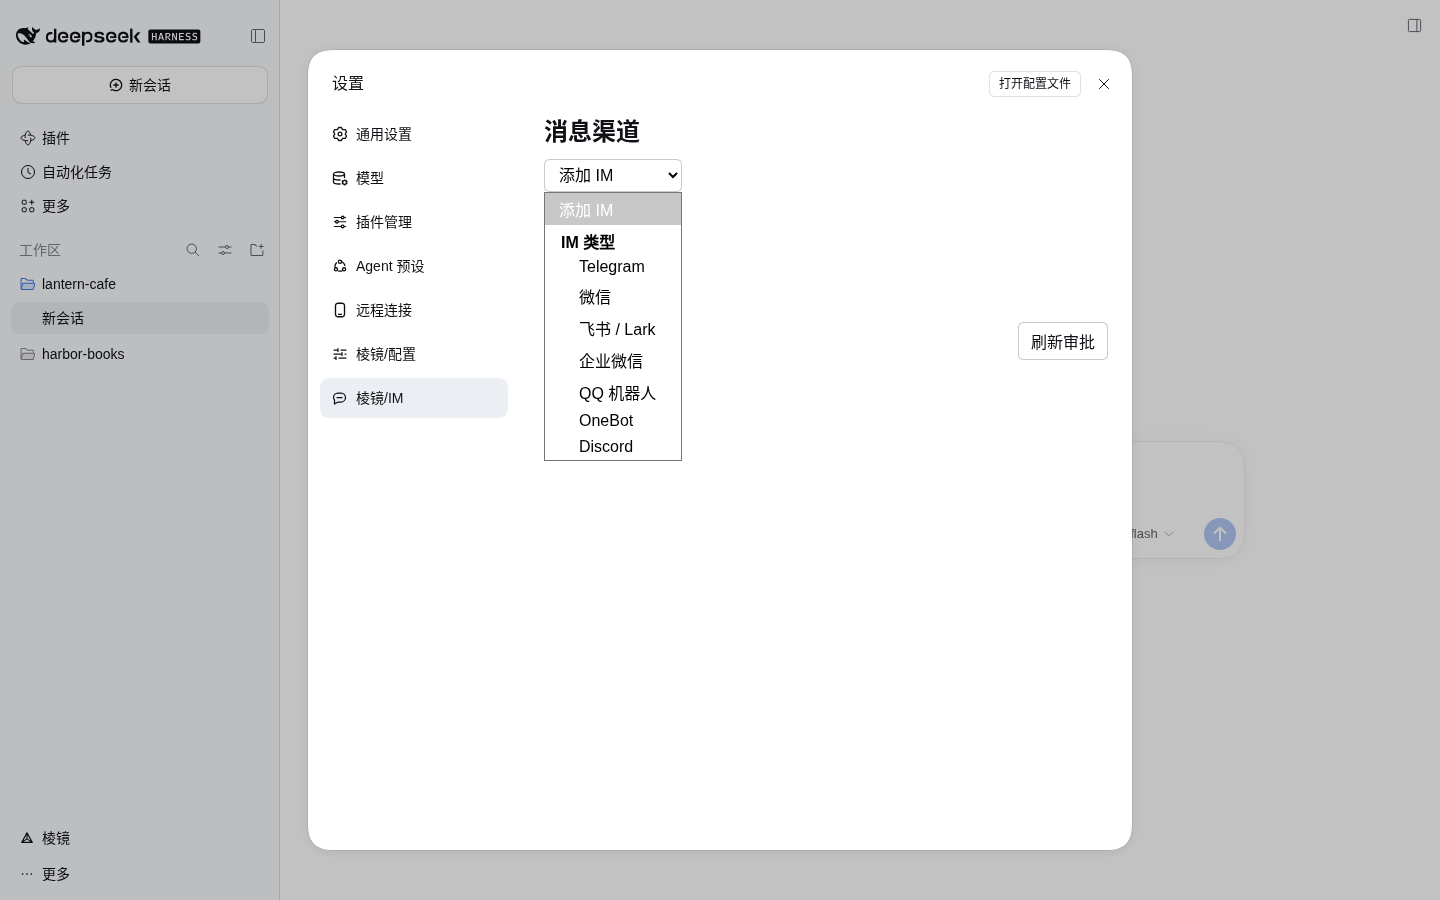 deepseek HARNESS
新会话
插件
自动化任务
更多
工作区
lantern-cafe
新会话
harbor-books
棱镜
更多
设置
打开配置文件
通用设置
模型
插件管理
Agent 预设
远程连接
棱镜/配置
棱镜/IM
消息渠道
添加 IM
添加 IM
IM 类型
Telegram
微信
飞书 / Lark
企业微信
QQ 机器人
OneBot
Discord
刷新审批
flash